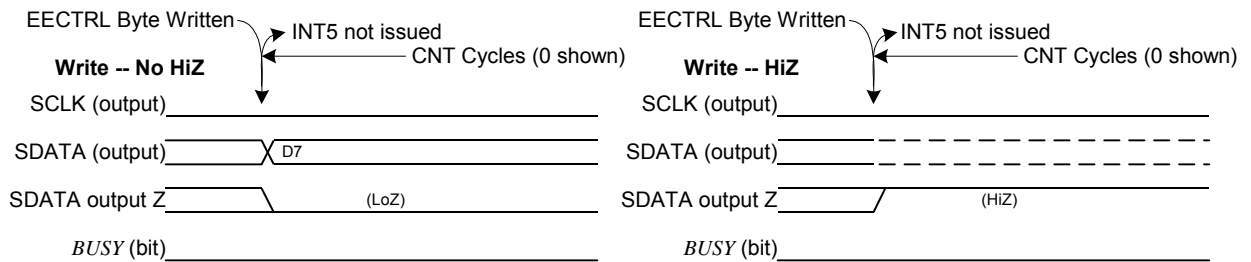 EECTRL Byte Written
INT5 not issued
CNT Cycles (0 shown)
Write -- No HiZ
SCLK (output)
SDATA (output)
D7
SDATA output Z
(LoZ)
BUSY (bit)
EECTRL Byte Written
INT5 not issued
CNT Cycles (0 shown)
Write -- HiZ
SCLK (output)
SDATA (output)
SDATA output Z
(HiZ)
BUSY (bit)